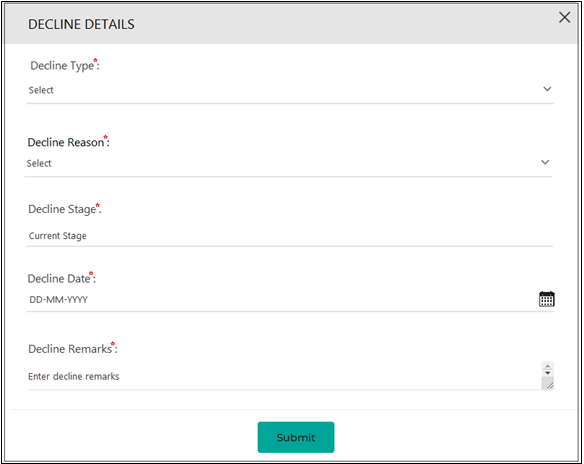 DECLINE DETAILS
Decline Type*:
Select
Decline Reason*:
Select
Decline Stage*.
Current Stage
Decline Date*:
DD-MM-YYYY
Decline Remarks*:
Enter decline remarks
Submit